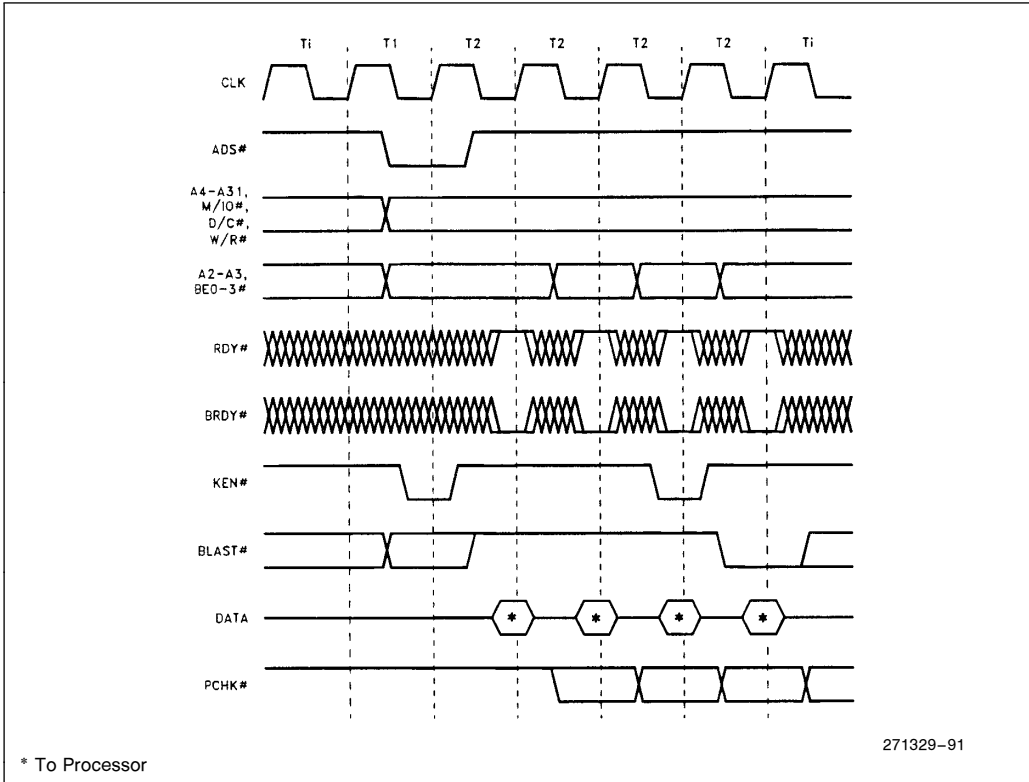 Ti T1 T2 T2 T2 T2 Ti
CLK
ADS#
A4-A31,
M/IO#,
D/C#,
W/R#
A2-A3,
BE0-3#
RDY#
BRDY#
KEN#
BLAST#
DATA * * * *
PCHK#
271329-91
* To Processor